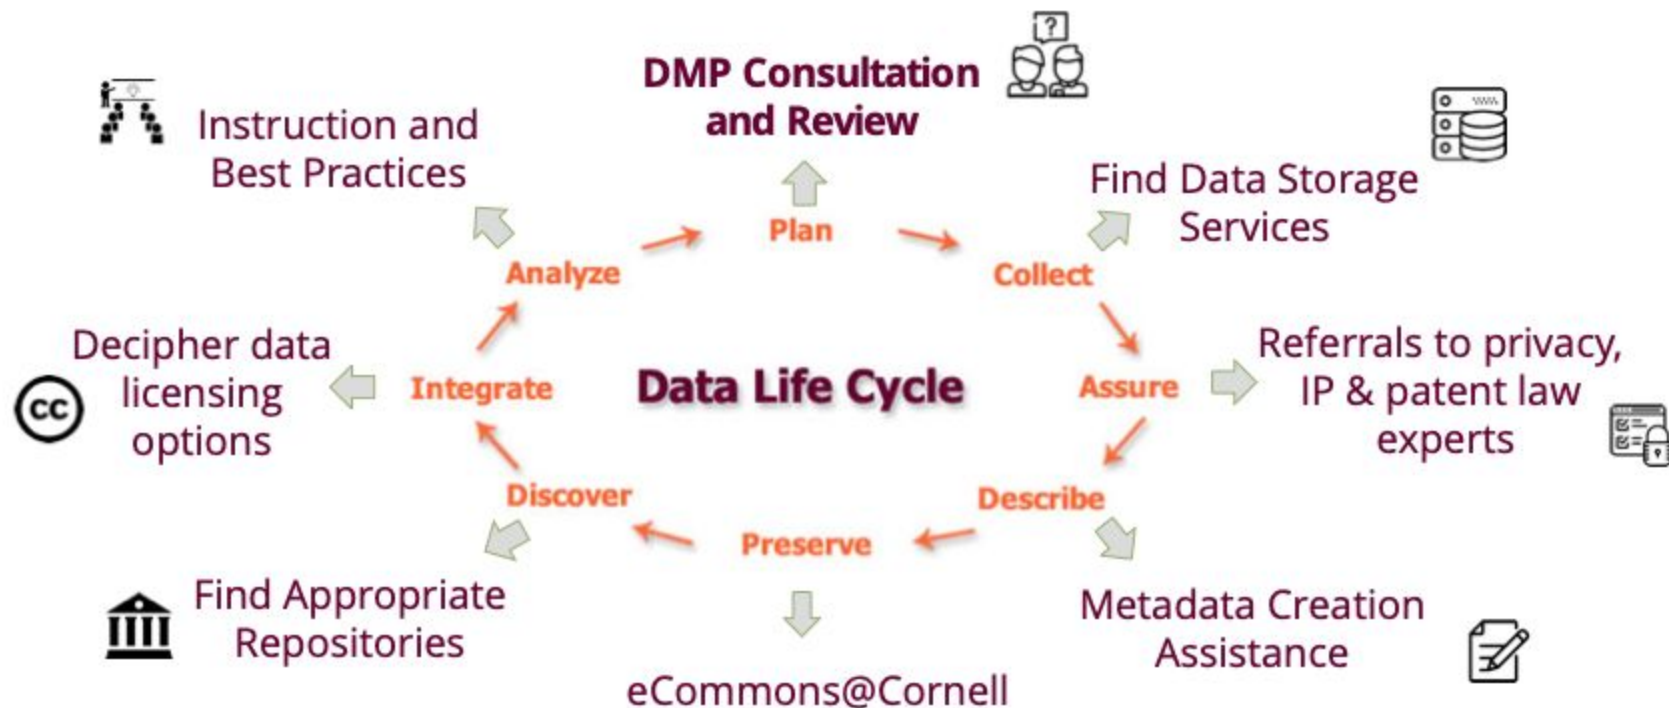 DMP Consultation
and Review
?
Instruction and
Best Practices
Find Data Storage
Services
Plan
Analyze
Collect
Decipher data
licensing
options
cc
Integrate
Data Life Cycle
Assure
Referrals to privacy,
IP & patent law
experts
Discover
Describe
Preserve
Find Appropriate
Repositories
Metadata Creation
Assistance
eCommons@Cornell